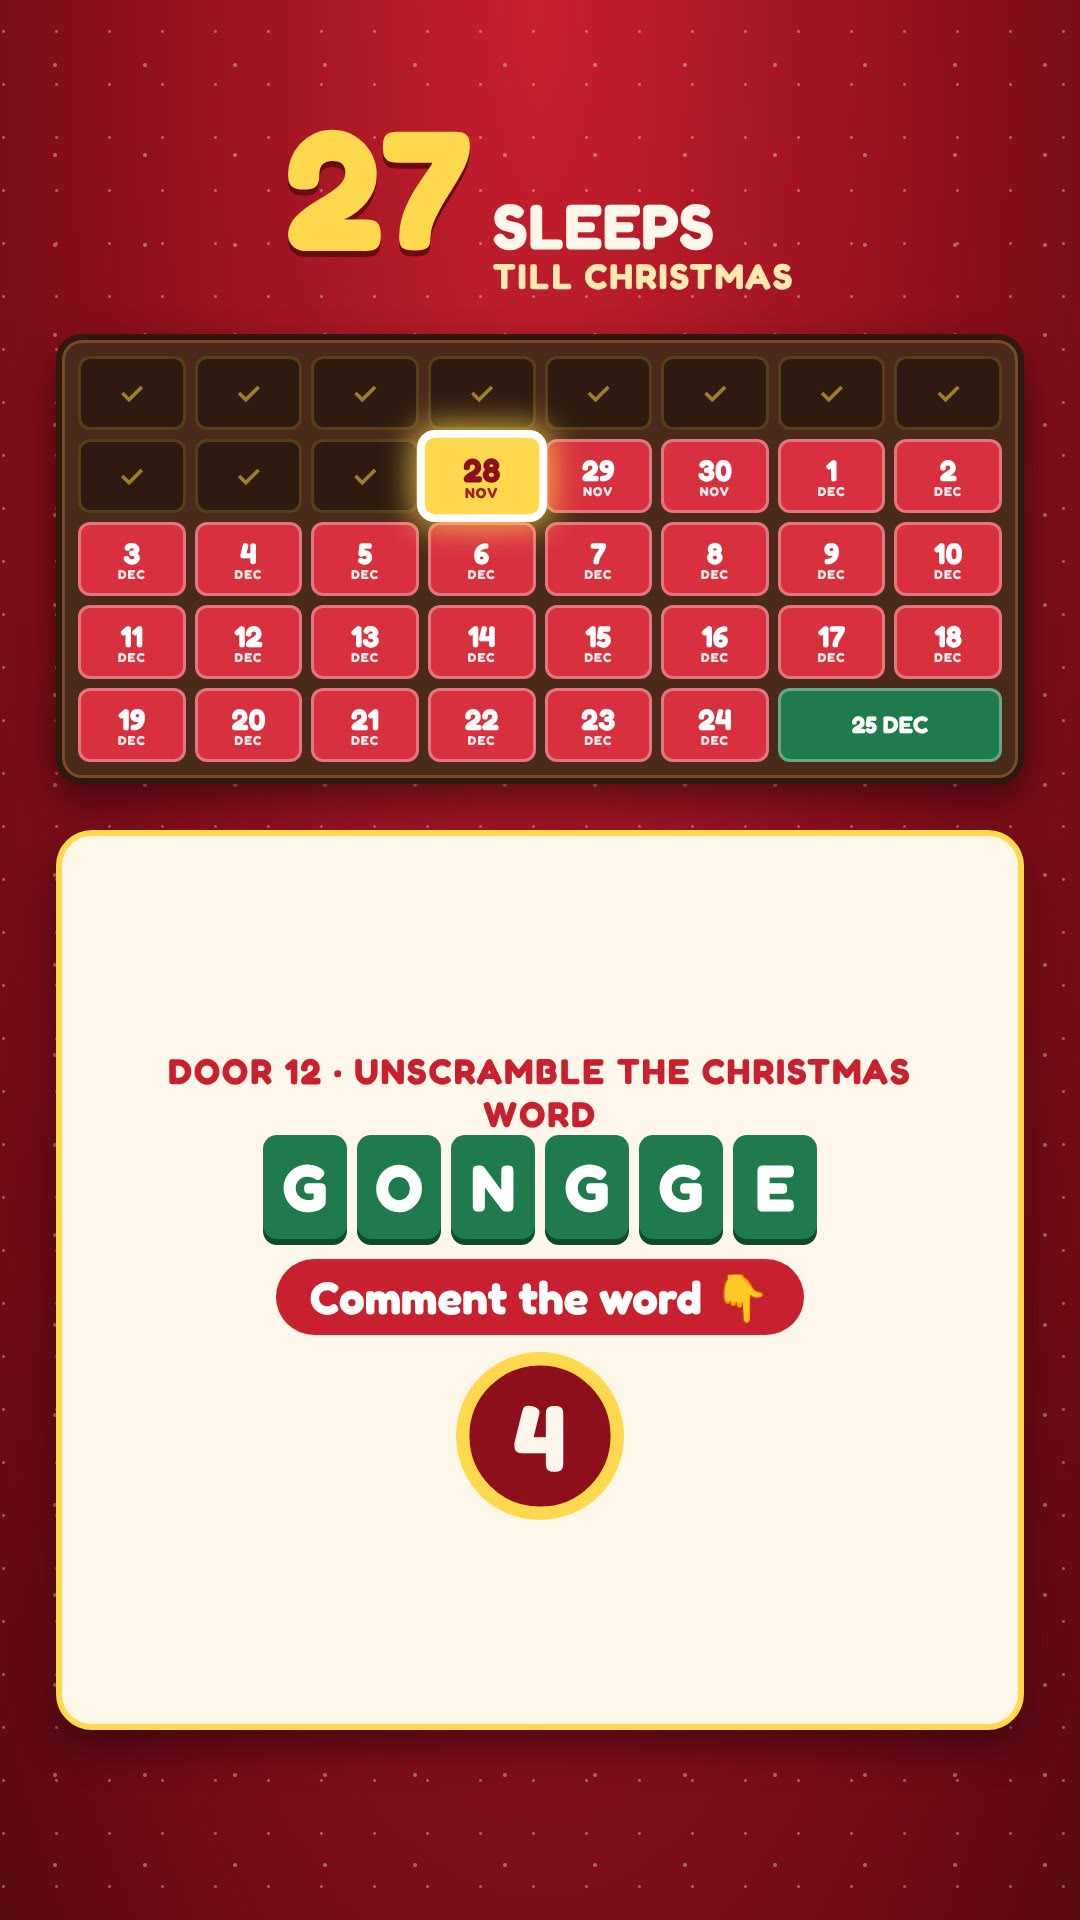 27
SLEEPS
TILL CHRISTMAS
28 NOV
29 NOV
30 NOV
1 DEC
2 DEC
3 DEC
4 DEC
5 DEC
6 DEC
7 DEC
8 DEC
9 DEC
10 DEC
11 DEC
12 DEC
13 DEC
14 DEC
15 DEC
16 DEC
17 DEC
18 DEC
19 DEC
20 DEC
21 DEC
22 DEC
23 DEC
24 DEC
25 DEC
DOOR 12 · UNSCRAMBLE THE CHRISTMAS
WORD
G O N G G E
Comment the word 👇
4